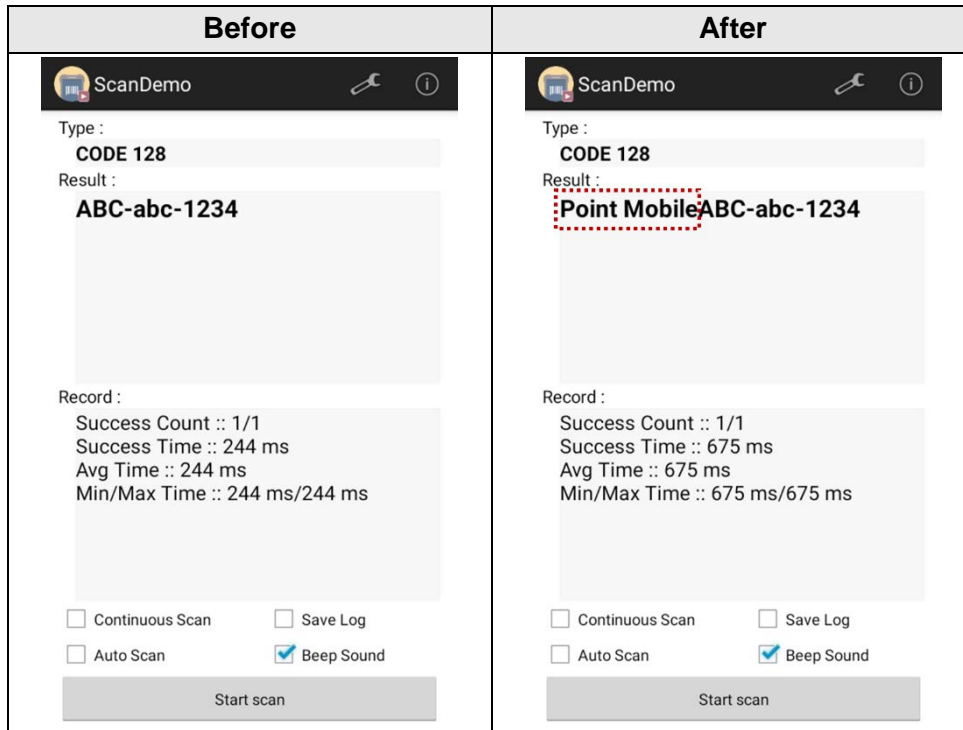 Before
After
ScanDemo
Type :
CODE 128
Result :
ABC-abc-1234
Record :
Success Count :: 1/1
Success Time :: 244 ms
Avg Time :: 244 ms
Min/Max Time :: 244 ms/244 ms
Continuous Scan
Save Log
Auto Scan
Beep Sound
Start scan
ScanDemo
Type :
CODE 128
Result :
Point MobileABC-abc-1234
Record :
Success Count :: 1/1
Success Time :: 675 ms
Avg Time :: 675 ms
Min/Max Time :: 675 ms/675 ms
Continuous Scan
Save Log
Auto Scan
Beep Sound
Start scan